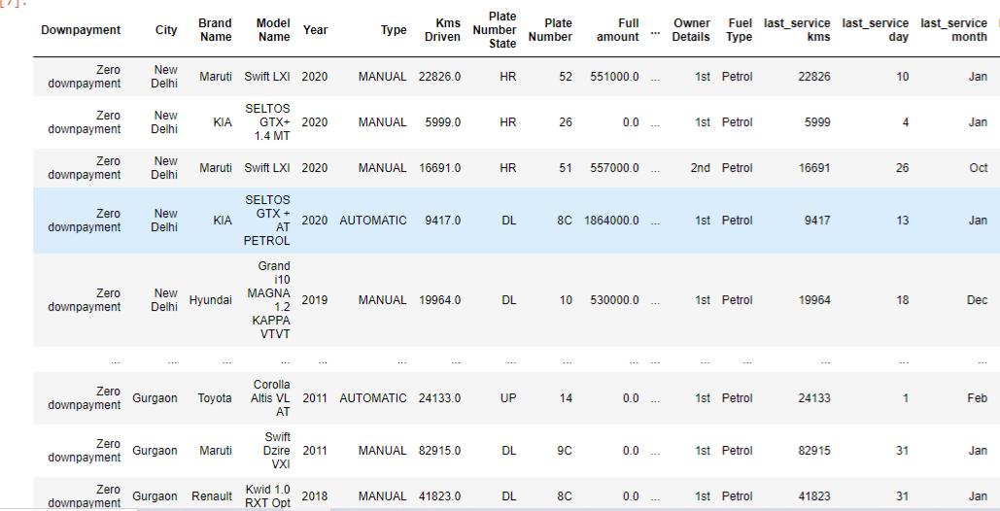 [7]:
Downpayment City Brand Name Model Name Year Type Kms Driven Plate Number State Plate Number Full amount ... Owner Details Fuel Type last_service kms last_service day last_service month
Zero downpayment New Delhi Maruti Swift LXI 2020 MANUAL 22826.0 HR 52 551000.0 ... 1st Petrol 22826 10 Jan
Zero downpayment New Delhi KIA SELTOS GTX+ 1.4 MT 2020 MANUAL 5999.0 HR 26 0.0 ... 1st Petrol 5999 4 Jan
Zero downpayment New Delhi Maruti Swift LXI 2020 MANUAL 16691.0 HR 51 557000.0 ... 2nd Petrol 16691 26 Oct
Zero downpayment New Delhi KIA SELTOS GTX + AT PETROL 2020 AUTOMATIC 9417.0 DL 8C 1864000.0 ... 1st Petrol 9417 13 Jan
Zero downpayment New Delhi Hyundai Grand i10 MAGNA 1.2 KAPPA VTVT 2019 MANUAL 19964.0 DL 10 530000.0 ... 1st Petrol 19964 18 Dec
... ... ... ... ... ... ... ... ... ... ... ... ... ... ... ...
Zero downpayment Gurgaon Toyota Corolla Altis VL AT 2011 AUTOMATIC 24133.0 UP 14 0.0 ... 1st Petrol 24133 1 Feb
Zero downpayment Gurgaon Maruti Swift Dzire VXI 2011 MANUAL 82915.0 DL 9C 0.0 ... 1st Petrol 82915 31 Jan
Zero downpayment Gurgaon Renault Kwid 1.0 RXT Opt 2018 MANUAL 41823.0 DL 8C 0.0 ... 1st Petrol 41823 31 Jan